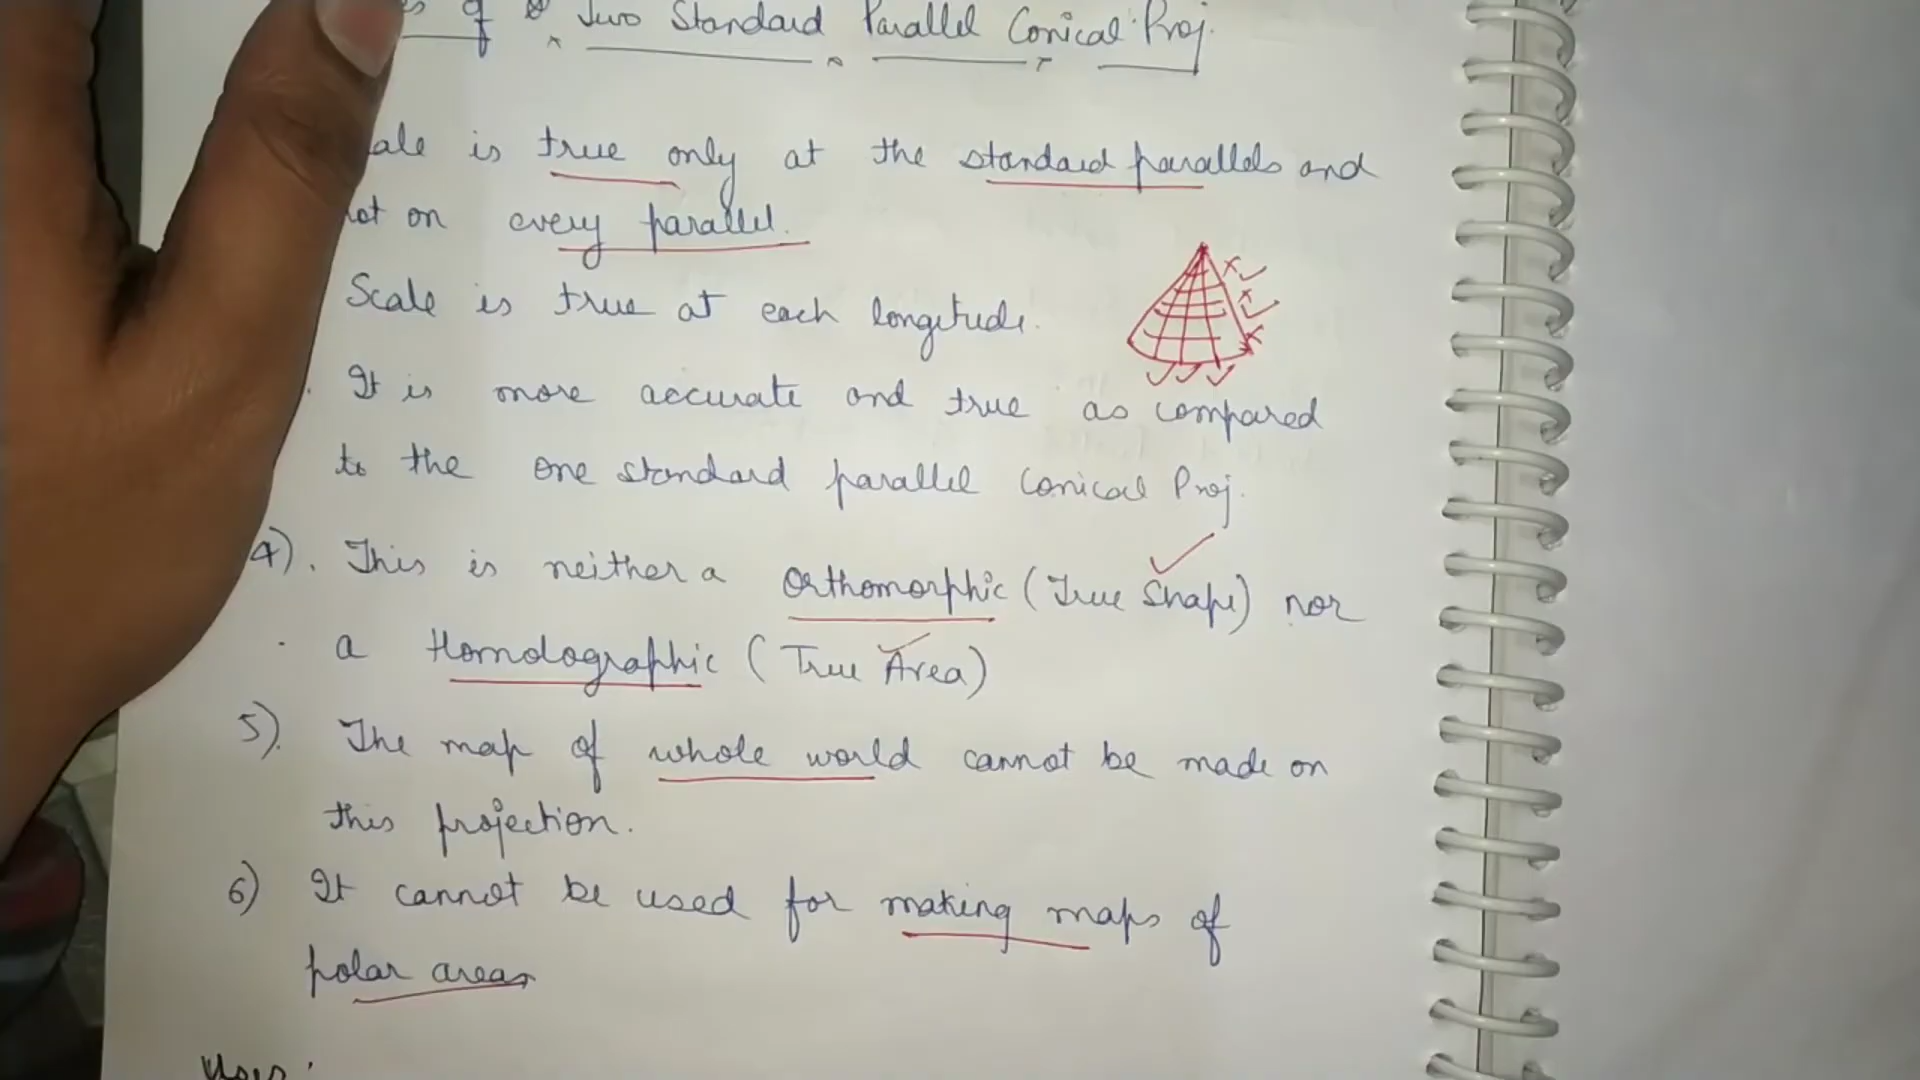 of Two Standard Parallel Conical Proj.
ale is true only at the standard parallels and
not on every parallel.
Scale is true at each longitude.
It is more accurate and true as compared
to the one standard parallel conical Proj.
4). This is neither a Orthomorphic (True Shape) nor
a Homolographic (True Area)
5). The map of whole world cannot be made on
this projection.
6) It cannot be used for making maps of
polar areas
Uses: